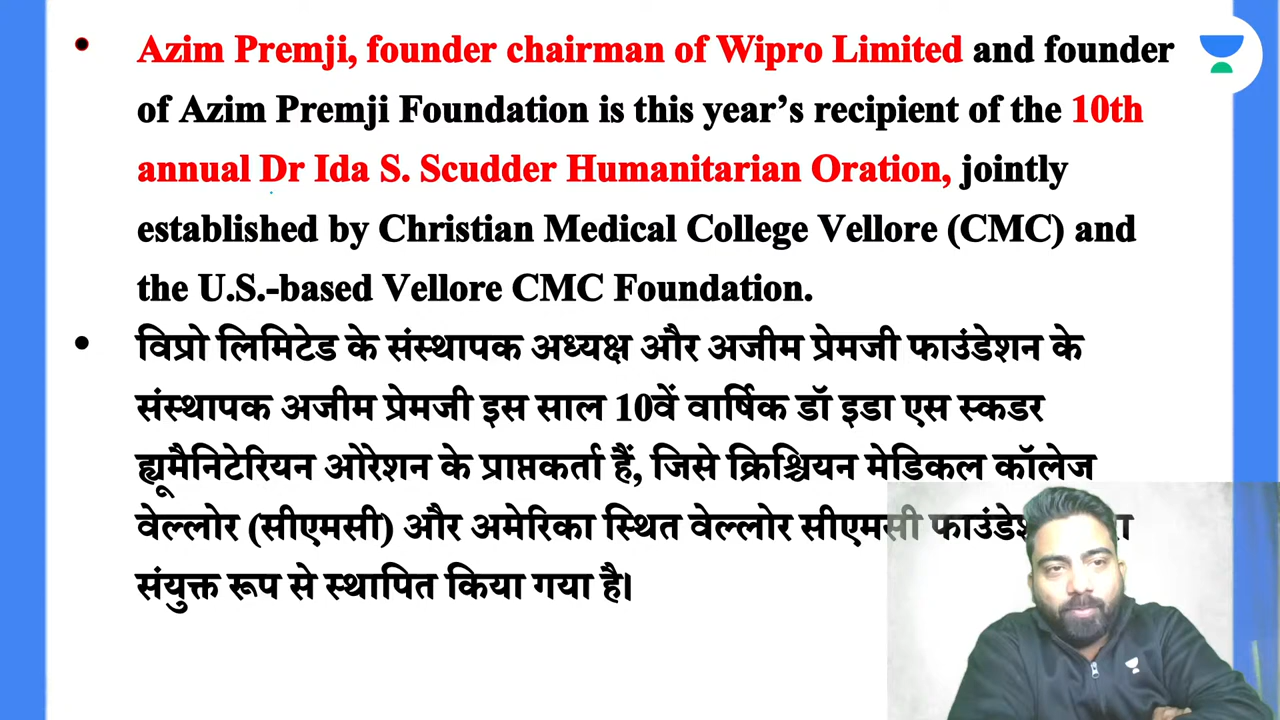 Azim Premji, founder chairman of Wipro Limited and founder
of Azim Premji Foundation is this year’s recipient of the 10th
annual Dr Ida S. Scudder Humanitarian Oration, jointly
established by Christian Medical College Vellore (CMC) and
the U.S.-based Vellore CMC Foundation.
विप्रो लिमिटेड के संस्थापक अध्यक्ष और अजीम प्रेमजी फाउंडेशन के
संस्थापक अजीम प्रेमजी इस साल 10वें वार्षिक डॉ इडा एस स्कडर
ह्यूमैनिटेरियन ओरेशन के प्राप्तकर्ता हैं, जिसे क्रिश्चियन मेडिकल कॉलेज
वेल्लोर (सीएमसी) और अमेरिका स्थित वेल्लोर सीएमसी
संयुक्त रूप से स्थापित किया गया है।